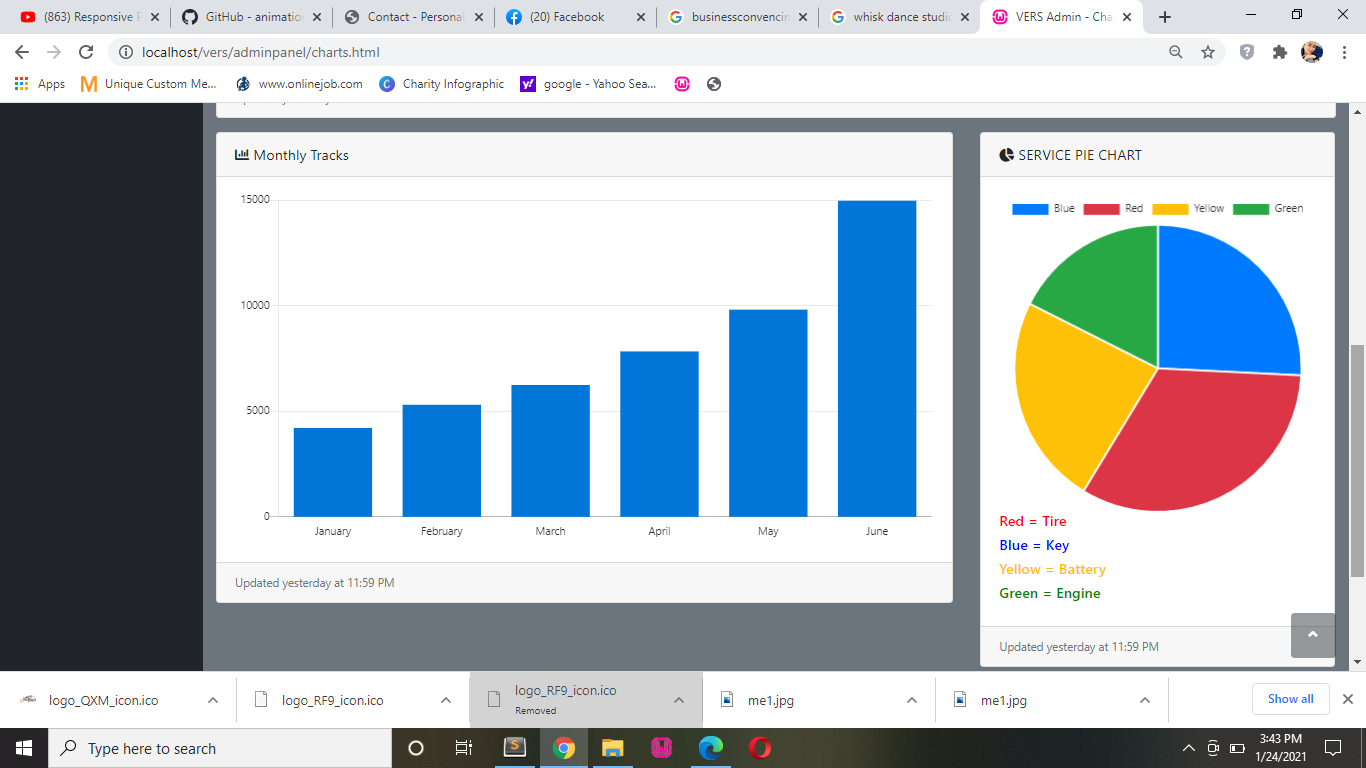 (863) Responsive P
GitHub - animatio
Contact - Personal
(20) Facebook
businessconvencin
whisk dance studio
VERS Admin - Cha
localhost/vers/adminpanel/charts.html
Apps
Unique Custom Me...
www.onlinejob.com
Charity Infographic
google - Yahoo Sea...
Monthly Tracks
15000
10000
5000
0
January February March April May June
Updated yesterday at 11:59 PM
SERVICE PIE CHART
Blue Red Yellow Green
Red = Tire
Blue = Key
Yellow = Battery
Green = Engine
Updated yesterday at 11:59 PM
logo_QXM_icon.ico
logo_RF9_icon.ico
logo_RF9_icon.ico
Removed
me1.jpg
me1.jpg
Show all
Type here to search
3:43 PM
1/24/2021